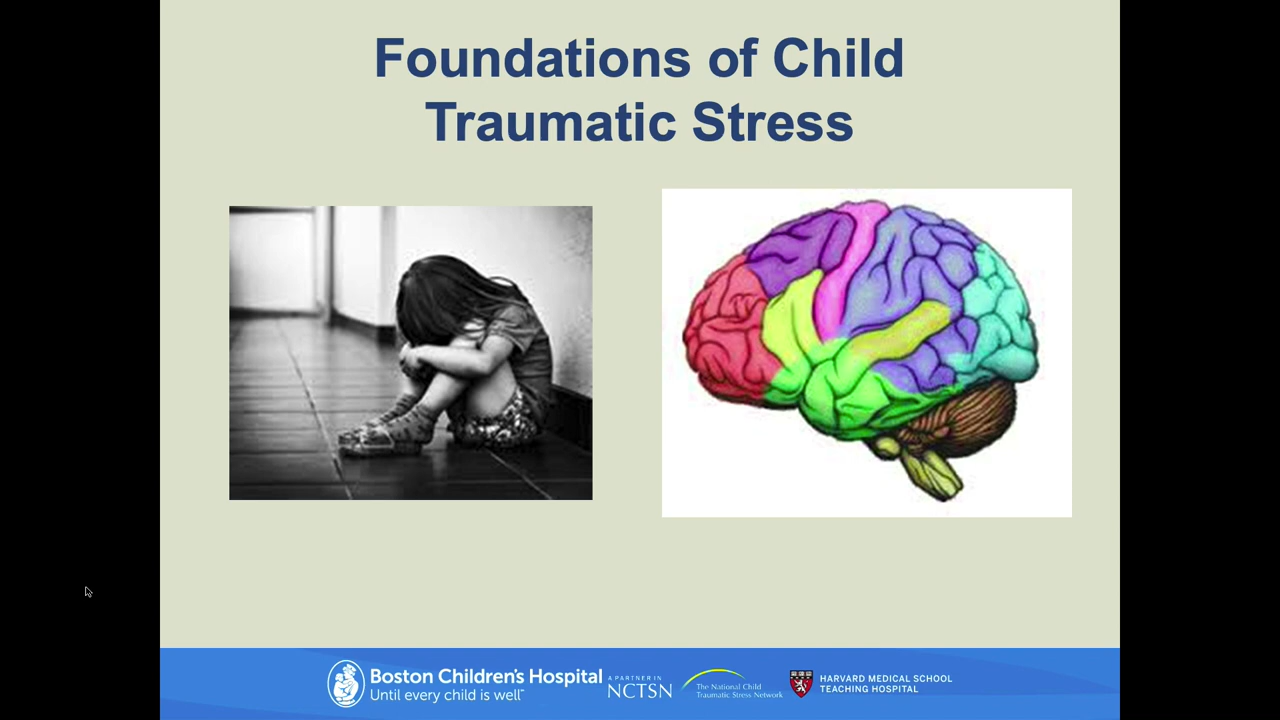 Foundations of Child
Traumatic Stress
Boston Children's Hospital
Until every child is well™
A PARTNER IN
NCTSN
The National Child
Traumatic Stress Network
HARVARD MEDICAL SCHOOL
TEACHING HOSPITAL